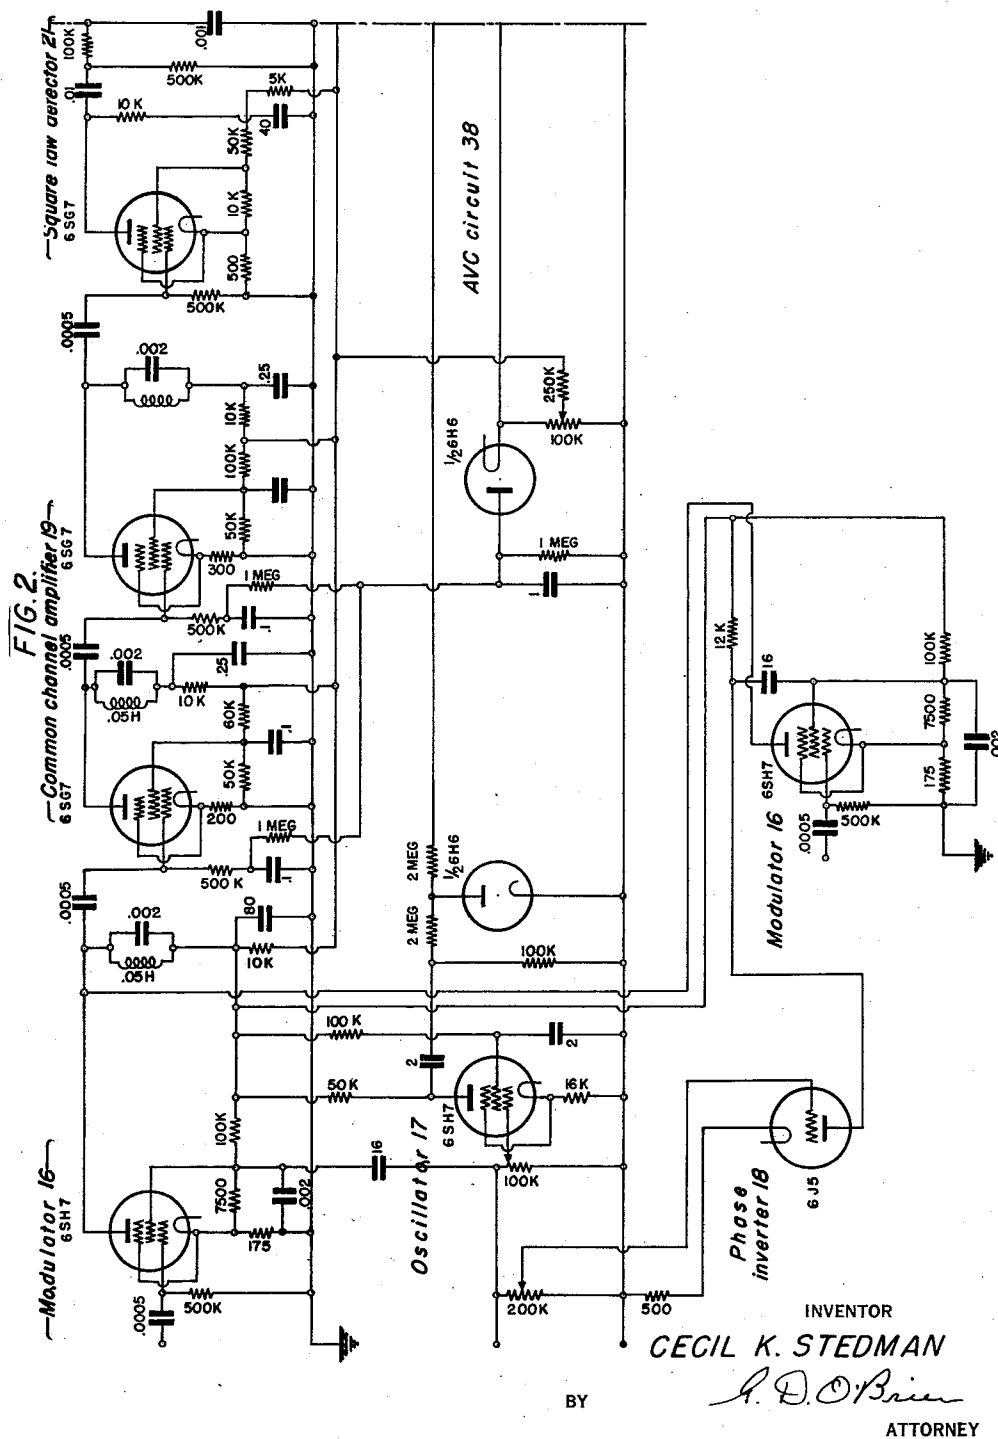 FIG. 2.
Square law detector 21
6SG7
100K
.001
500K
.01
10K
5K
40
50K
10K
500
500K
.0005
.002
.25
10K
100K
50K
300
Common channel amplifier 19
6SG7
1 MEG
500K
.1
.0005
.002
.05H
.25
10K
60K
.1
50K
200
6SG7
1 MEG
500K
.1
.0005
.002
.05H
80
10K
AVC circuit 38
250K
100K
1/2 6H6
1 MEG
.1
2 MEG
1/2 6H6
2 MEG
100K
100K
2
2
50K
6SH7
16K
Oscillator 17
100K
16
Modulator 16
6SH7
100K
7500
.002
175
500K
.0005
200K
500
12K
16
100K
7500
6SH7
175
.002
500K
.0005
Modulator 16
6J5
Phase
inverter 18
INVENTOR
CECIL K. STEDMAN
BY
G. D. O'Brien
ATTORNEY